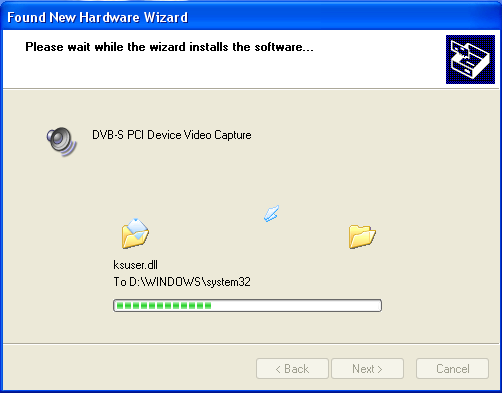 Found New Hardware Wizard
Please wait while the wizard installs the software...
DVB-S PCI Device Video Capture
ksuser.dll
To D:\WINDOWS\system32
< Back
Next >
Cancel